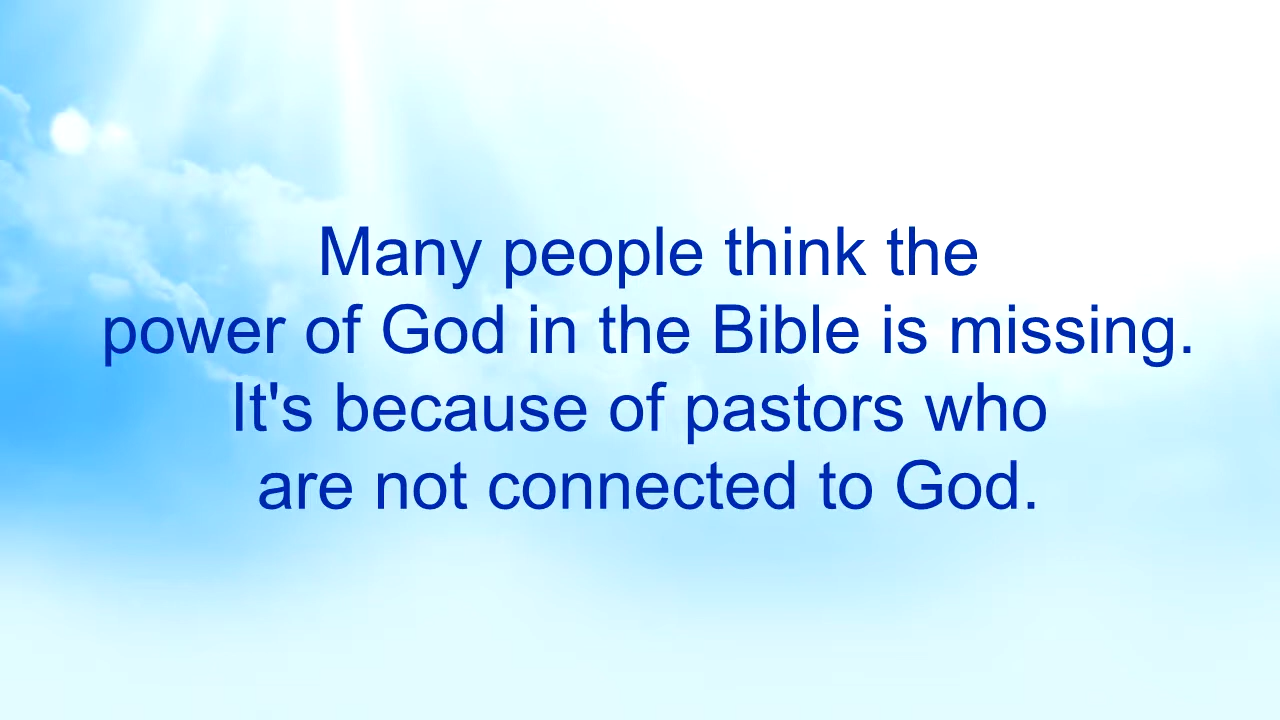 Many people think the
power of God in the Bible is missing.
It's because of pastors who
are not connected to God.